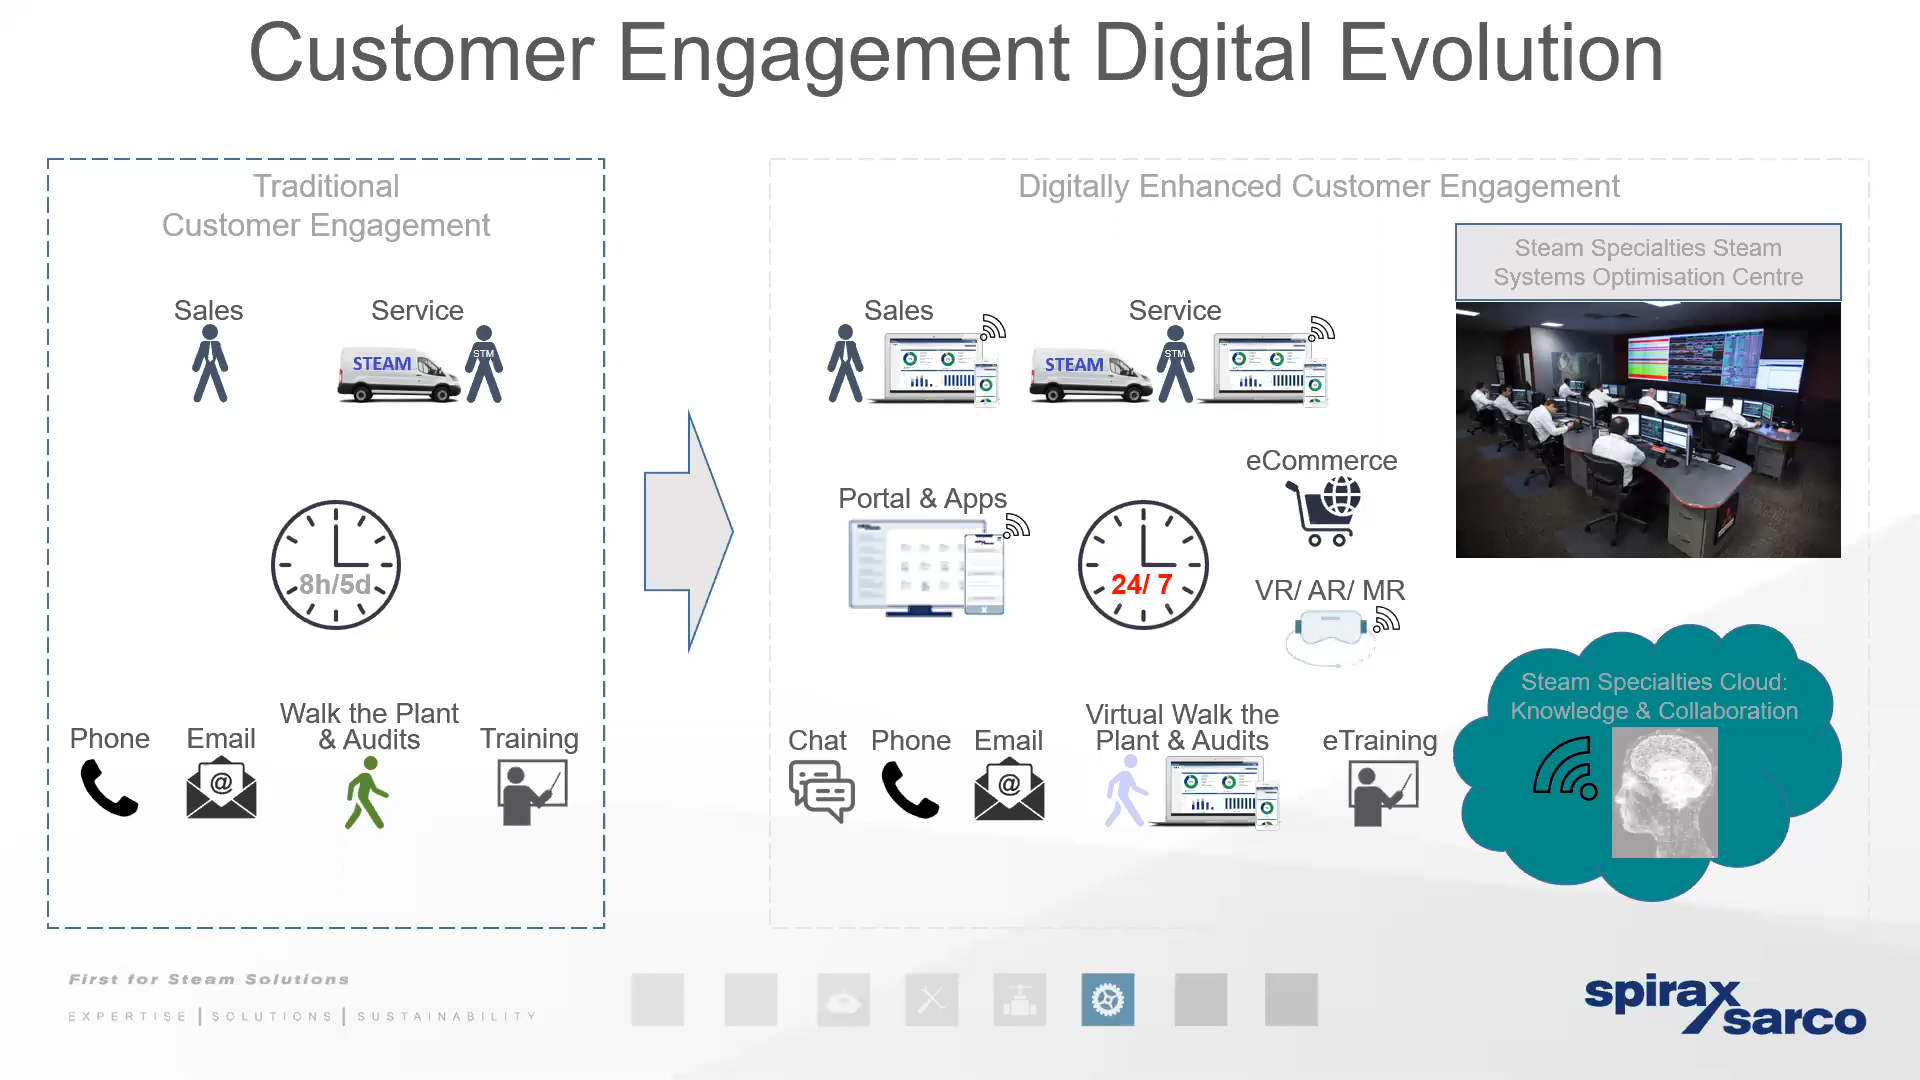 Customer Engagement Digital Evolution
Traditional
Customer Engagement
Sales
Service
STEAM
STM
8h/5d
Phone
Email
@
Walk the Plant
& Audits
Training
Digitally Enhanced Customer Engagement
Sales
Service
STEAM
STM
Portal & Apps
24/ 7
eCommerce
VR/ AR/ MR
Chat
Phone
Email
@
Virtual Walk the
Plant & Audits
eTraining
Steam Specialties Steam
Systems Optimisation Centre
Steam Specialties Cloud:
Knowledge & Collaboration
First for Steam Solutions
EXPERTISE | SOLUTIONS | SUSTAINABILITY
spirax
sarco